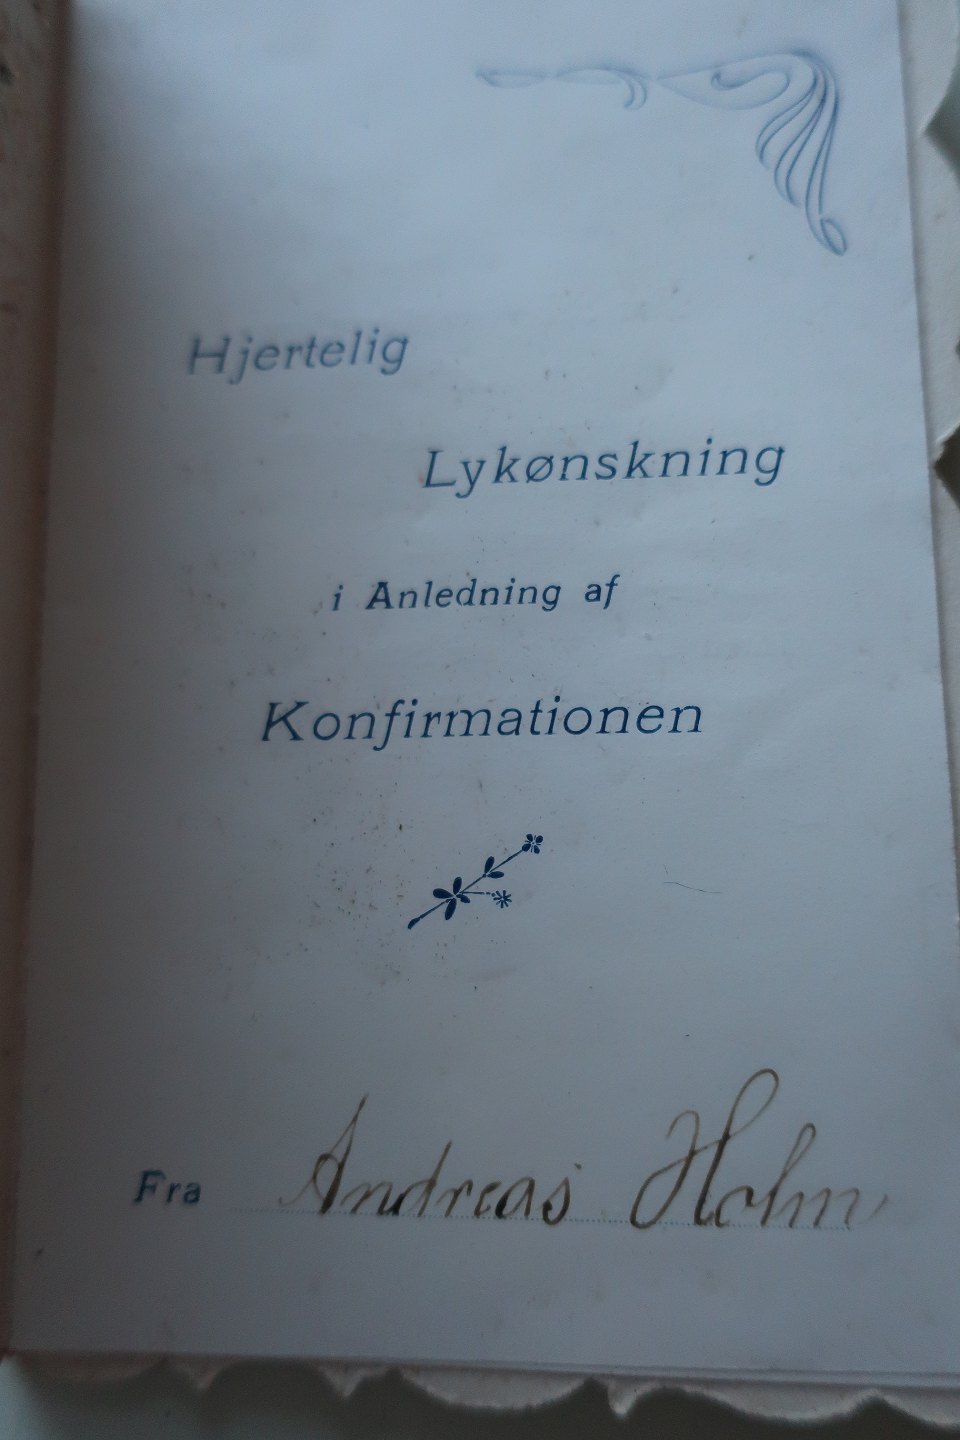 Hjertelig
Lykønskning
i Anledning af
Konfirmationen
Fra Andreas Holm